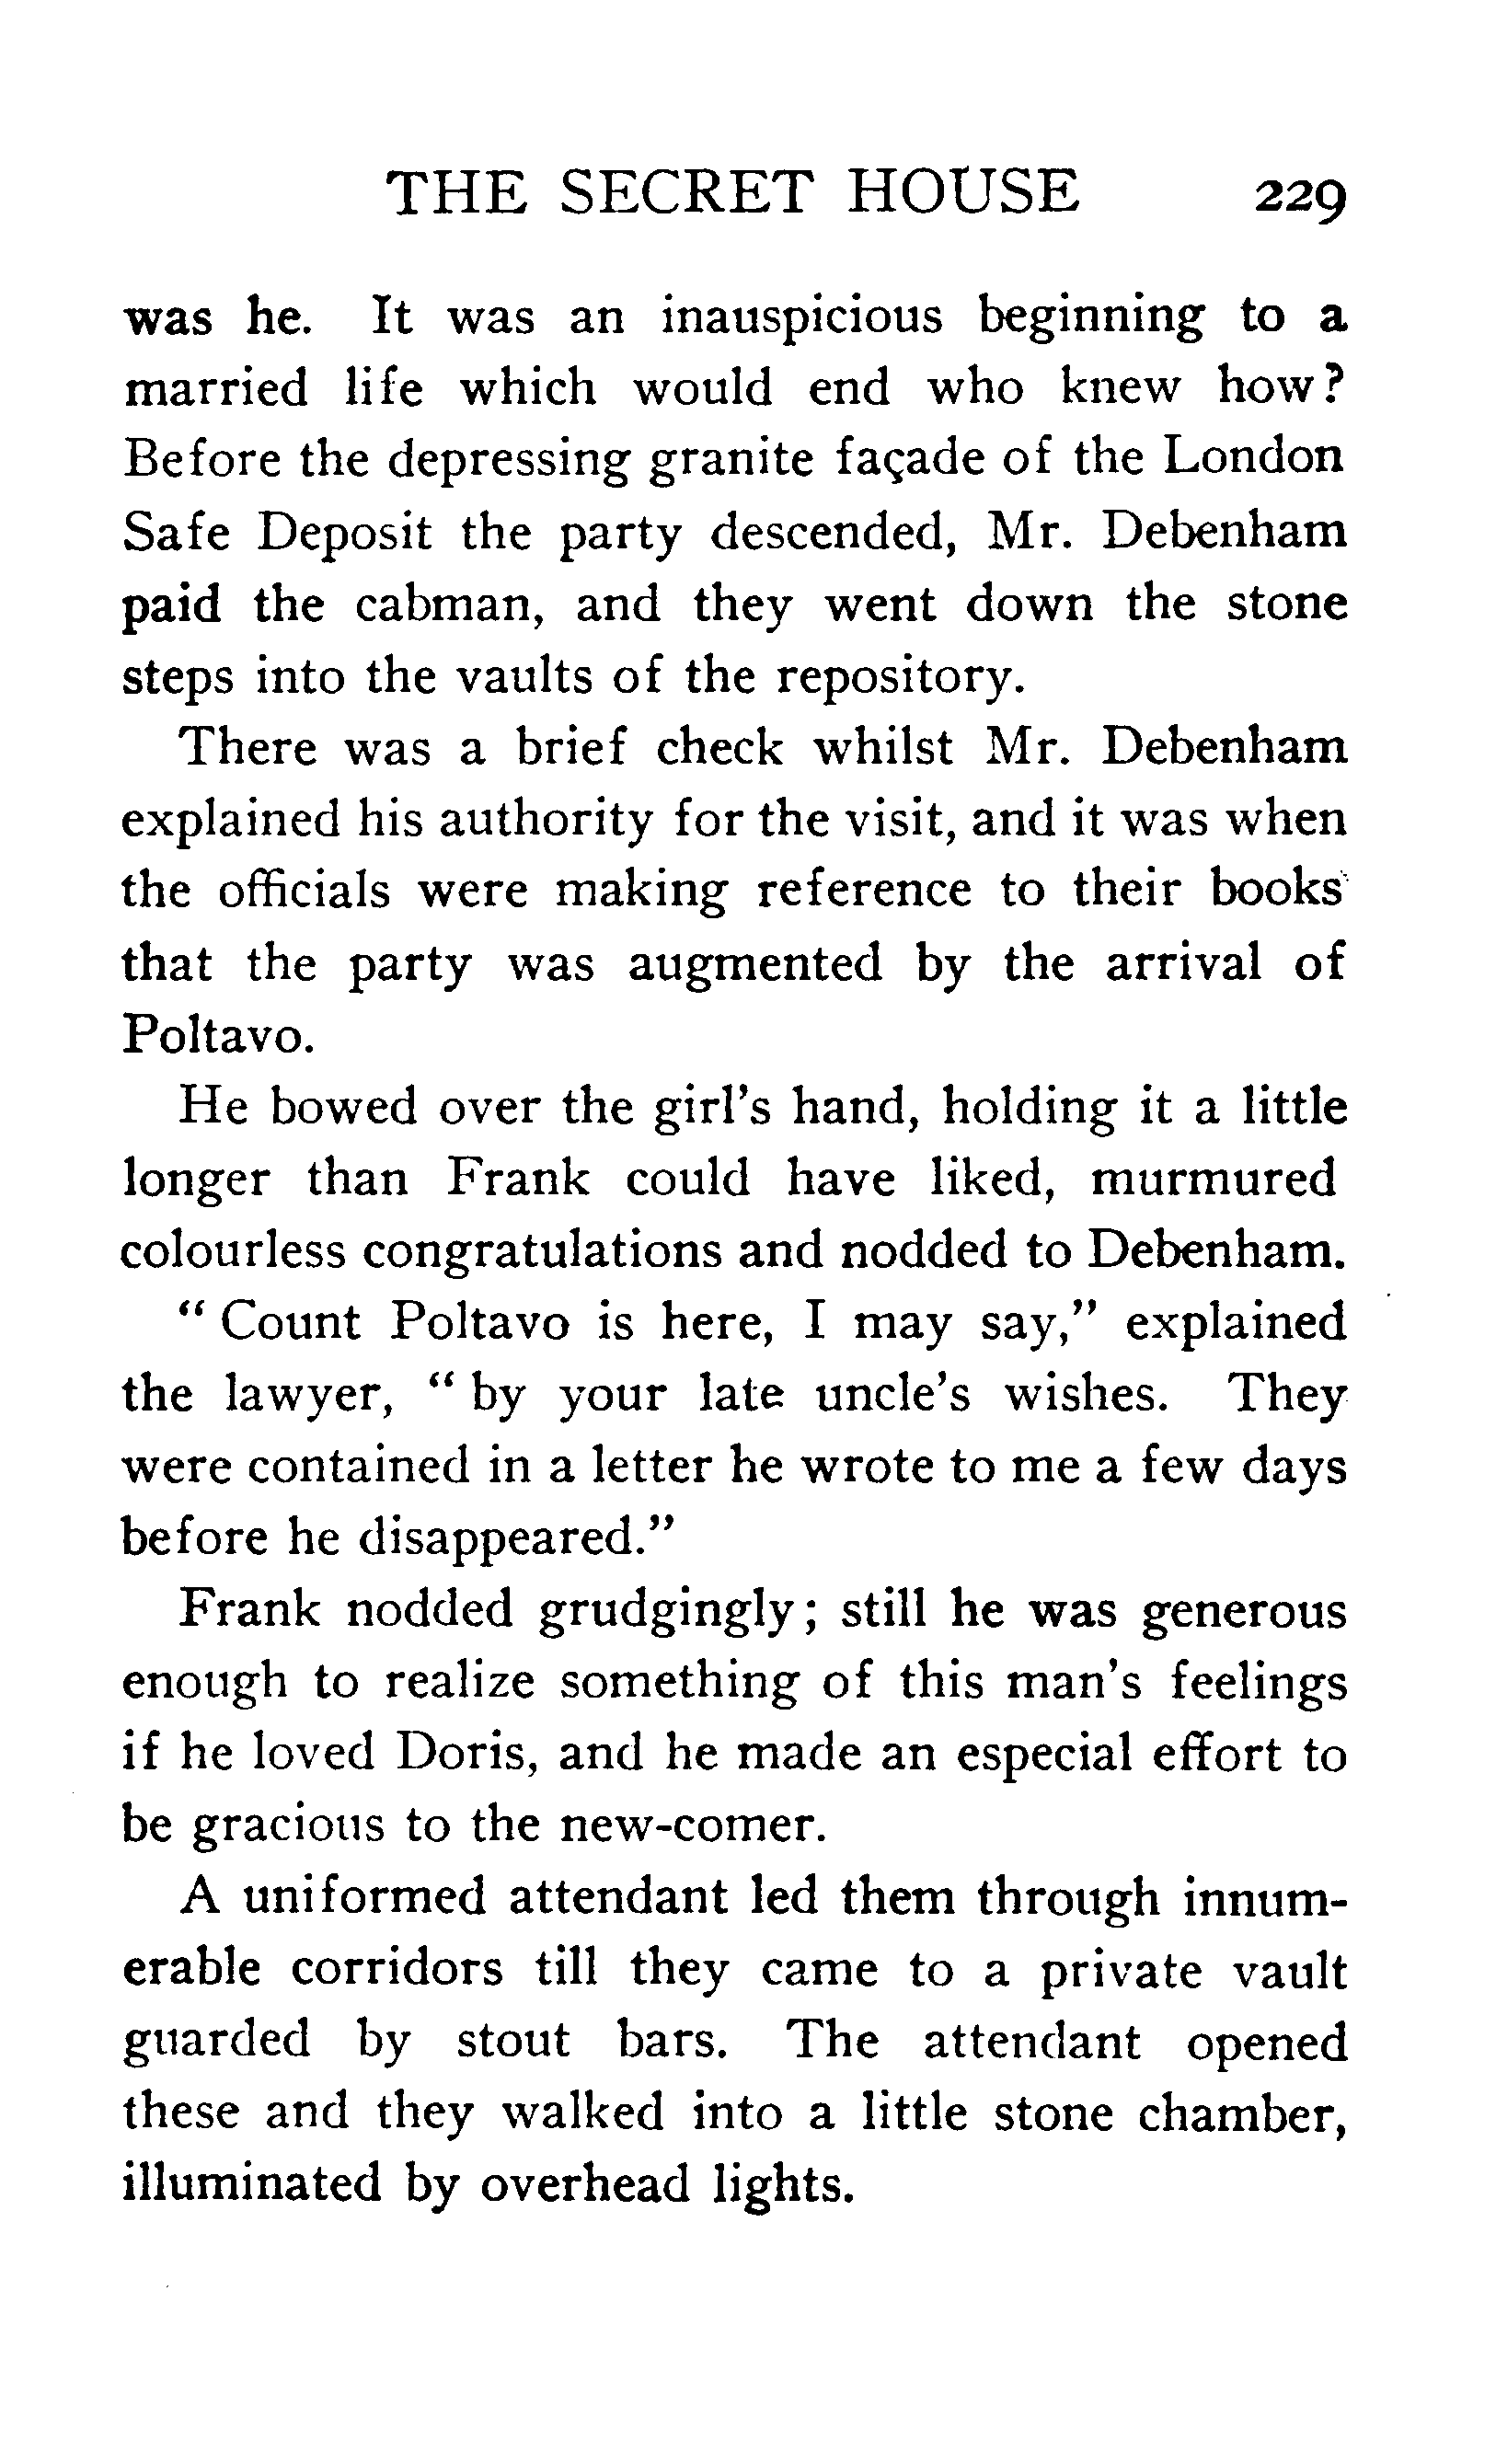 THE SECRET HOUSE 229
was he. It was an inauspicious beginning to a
married life which would end who knew how?
Before the depressing granite façade of the London
Safe Deposit the party descended, Mr. Debenham
paid the cabman, and they went down the stone
steps into the vaults of the repository.
There was a brief check whilst Mr. Debenham
explained his authority for the visit, and it was when
the officials were making reference to their books
that the party was augmented by the arrival of
Poltavo.
He bowed over the girl's hand, holding it a little
longer than Frank could have liked, murmured
colourless congratulations and nodded to Debenham.
" Count Poltavo is here, I may say," explained
the lawyer, " by your late uncle's wishes. They
were contained in a letter he wrote to me a few days
before he disappeared."
Frank nodded grudgingly; still he was generous
enough to realize something of this man's feelings
if he loved Doris, and he made an especial effort to
be gracious to the new-comer.
A uniformed attendant led them through innum-
erable corridors till they came to a private vault
guarded by stout bars. The attendant opened
these and they walked into a little stone chamber,
illuminated by overhead lights.